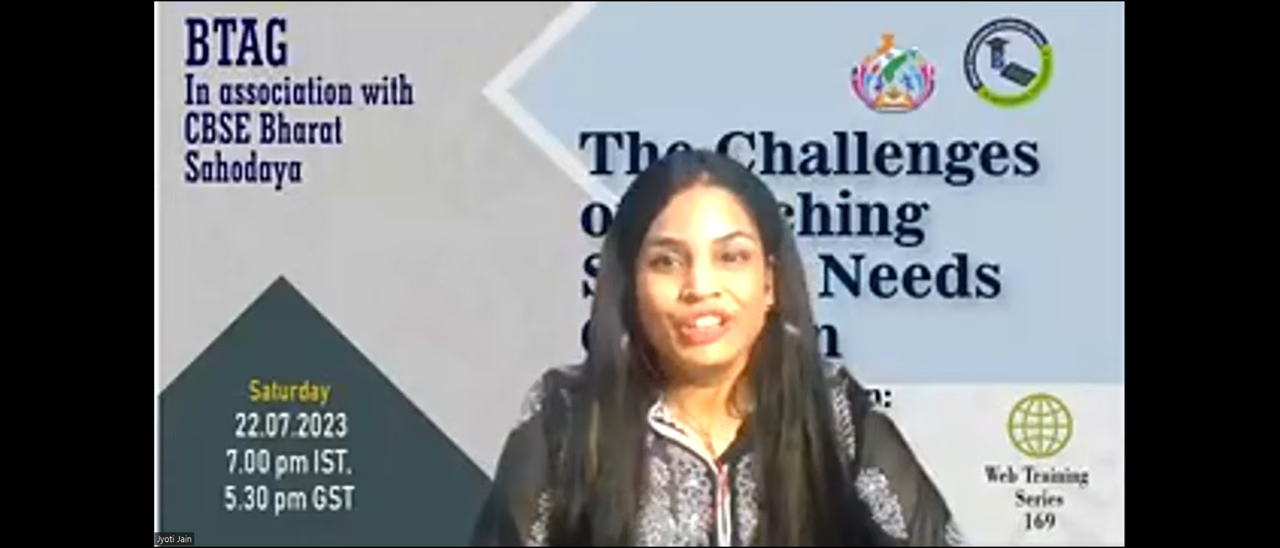 BTAG
In association with
CBSE Bharat
Sahodaya
The Challenges
Needs
Saturday
22.07.2023
7.00 pm IST.
5.30 pm GST
Web Training
Series
169
Jyoti Jain